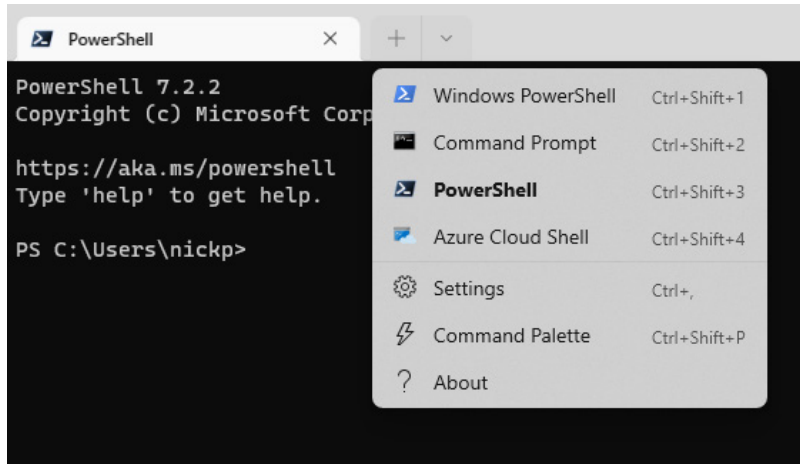 PowerShell
PowerShell 7.2.2
Copyright (c) Microsoft Corp
https://aka.ms/powershell
Type 'help' to get help.
PS C:\Users\nickp>
Windows PowerShell Ctrl+Shift+1
Command Prompt Ctrl+Shift+2
PowerShell Ctrl+Shift+3
Azure Cloud Shell Ctrl+Shift+4
Settings Ctrl+,
Command Palette Ctrl+Shift+P
About